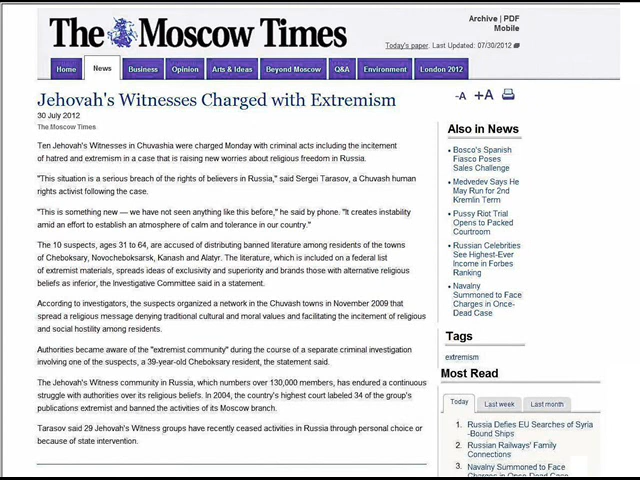 The Moscow Times
Archive | PDF
Mobile
Today's paper. Last Updated: 07/30/2012
Home News Business Opinion Arts & Ideas Beyond Moscow Q&A Environment London 2012
Jehovah's Witnesses Charged with Extremism
30 July 2012
The Moscow Times
Ten Jehovah's Witnesses in Chuvashia were charged Monday with criminal acts including the incitement
of hatred and extremism in a case that is raising new worries about religious freedom in Russia.
"This situation is a serious breach of the rights of believers in Russia," said Sergei Tarasov, a Chuvash human
rights activist following the case.
"This is something new — we have not seen anything like this before," he said by phone. "It creates instability
amid an effort to establish an atmosphere of calm and tolerance in our country."
The 10 suspects, ages 31 to 64, are accused of distributing banned literature among residents of the towns
of Cheboksary, Novocheboksarsk, Kanash and Alatyr. The literature, which is included on a federal list
of extremist materials, spreads ideas of exclusivity and superiority and brands those with alternative religious
beliefs as inferior, the Investigative Committee said in a statement.
According to investigators, the suspects organized a network in the Chuvash towns in November 2009 that
spread a religious message denying traditional cultural and moral values and facilitating the incitement of religious
and social hostility among residents.
Authorities became aware of the "extremist community" during the course of a separate criminal investigation
involving one of the suspects, a 39-year-old Cheboksary resident, the statement said.
The Jehovah's Witness community in Russia, which numbers over 130,000 members, has endured a continuous
struggle with authorities over its religious beliefs. In 2004, the country's highest court labeled 34 of the group's
publications extremist and banned the activities of its Moscow branch.
Tarasov said 29 Jehovah's Witness groups have recently ceased activities in Russia through personal choice or
because of state intervention.
-A +A
Also in News
Bosco's Spanish
Fiasco Poses
Sales Challenge
Medvedev Says He
May Run for 2nd
Kremlin Term
Pussy Riot Trial
Opens to Packed
Courtroom
Russian Celebrities
See Highest-Ever
Income in Forbes
Ranking
Navalny
Summoned to Face
Charges in Once-
Dead Case
Tags
extremism
Most Read
Today Last week Last month
1. Russia Defies EU Searches of Syria
-Bound Ships
2. Russian Railways' Family
Connections
3. Navalny Summoned to Face
Charges in Once-Dead Case